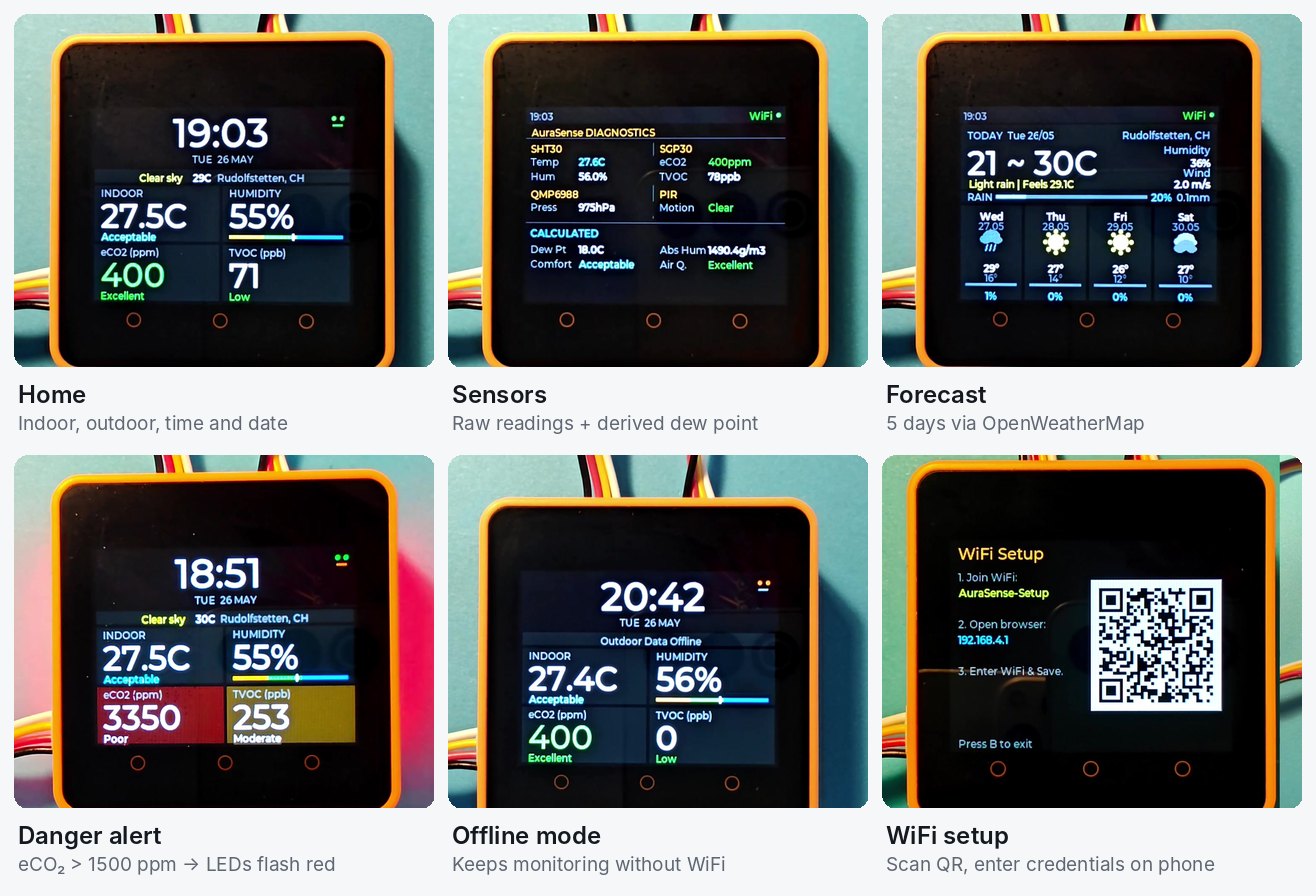 19:03
TUE 26 MAY
Clear sky 29C Rudolfstetten, CH
INDOOR HUMIDITY
27.5C 55%
Acceptable
eCO2 (ppm) TVOC (ppb)
400 71
Excellent Low
Home
Indoor, outdoor, time and date
19:03 WiFi
AuraSense DIAGNOSTICS
SHT30 SGP30
Temp 27.6C eCO2 400ppm
Hum 56.0% TVOC 78ppb
QMP6988 PIR
Press 975hPa Motion Clear
CALCULATED
Dew Pt 18.0C Abs Hum 1490.4g/m3
Comfort Acceptable Air Q. Excellent
Sensors
Raw readings + derived dew point
19:03 WiFi
TODAY Tue 26/05 Rudolfstetten, CH
21 ~ 30C Humidity
36%
Wind
Light rain | Feels 29.1C 2.0 m/s
RAIN 20% 0.1mm
Wed Thu Fri Sat
27.05 28.05 29.05 30.05
29° 27° 26° 27°
16° 14° 12° 10°
1% 0% 0% 0%
Forecast
5 days via OpenWeatherMap
18:51
TUE 26 MAY
Clear sky 30C Rudolfstetten, CH
INDOOR HUMIDITY
27.5C 55%
Acceptable
eCO2 (ppm) TVOC (ppb)
3350 253
Poor Moderate
Danger alert
eCO₂ > 1500 ppm → LEDs flash red
20:42
TUE 26 MAY
Outdoor Data Offline
INDOOR HUMIDITY
27.4C 56%
Acceptable
eCO2 (ppm) TVOC (ppb)
400 0
Excellent Low
Offline mode
Keeps monitoring without WiFi
WiFi Setup
1. Join WiFi:
AuraSense-Setup
2. Open browser:
192.168.4.1
3. Enter WiFi & Save.
Press B to exit
WiFi setup
Scan QR, enter credentials on phone